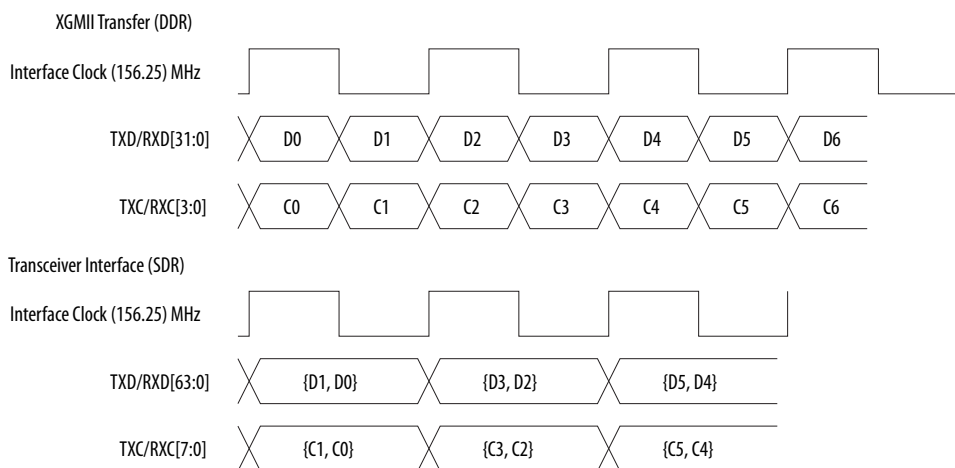 XGMII Transfer (DDR)
Interface Clock (156.25) MHz
TXD/RXD[31:0] D0 D1 D2 D3 D4 D5 D6
TXC/RXC[3:0] C0 C1 C2 C3 C4 C5 C6
Transceiver Interface (SDR)
Interface Clock (156.25) MHz
TXD/RXD[63:0] {D1, D0} {D3, D2} {D5, D4}
TXC/RXC[7:0] {C1, C0} {C3, C2} {C5, C4}